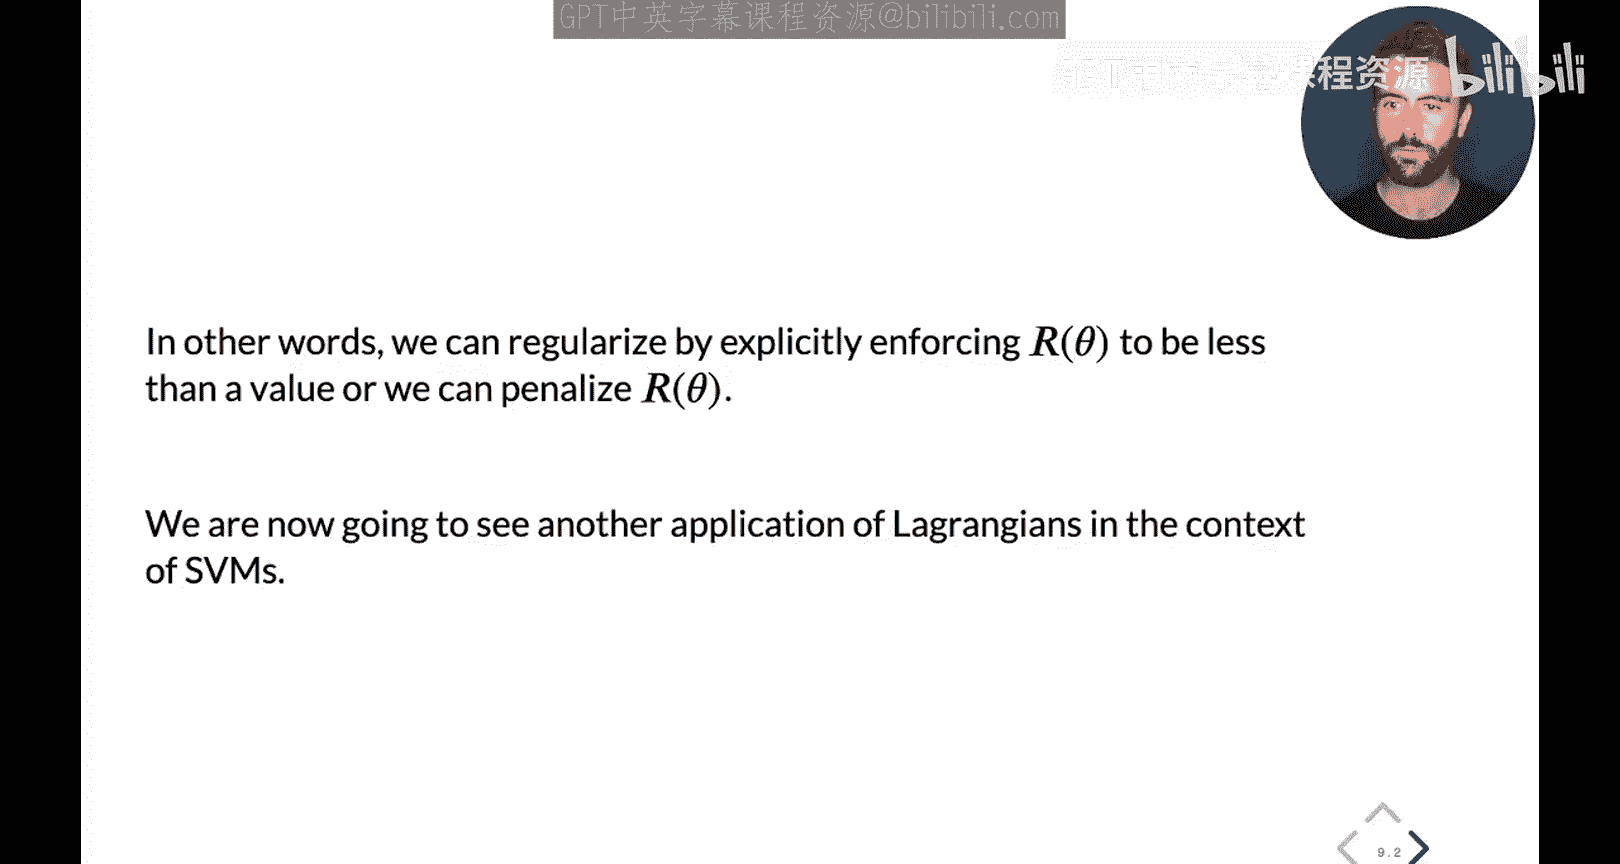 GPT中英字幕课程资源@bilibili.com
程资源 bilibili
In other words, we can regularize by explicitly enforcing R(θ) to be less
than a value or we can penalize R(θ).
We are now going to see another application of Lagrangians in the context
of SVMs.
9.2